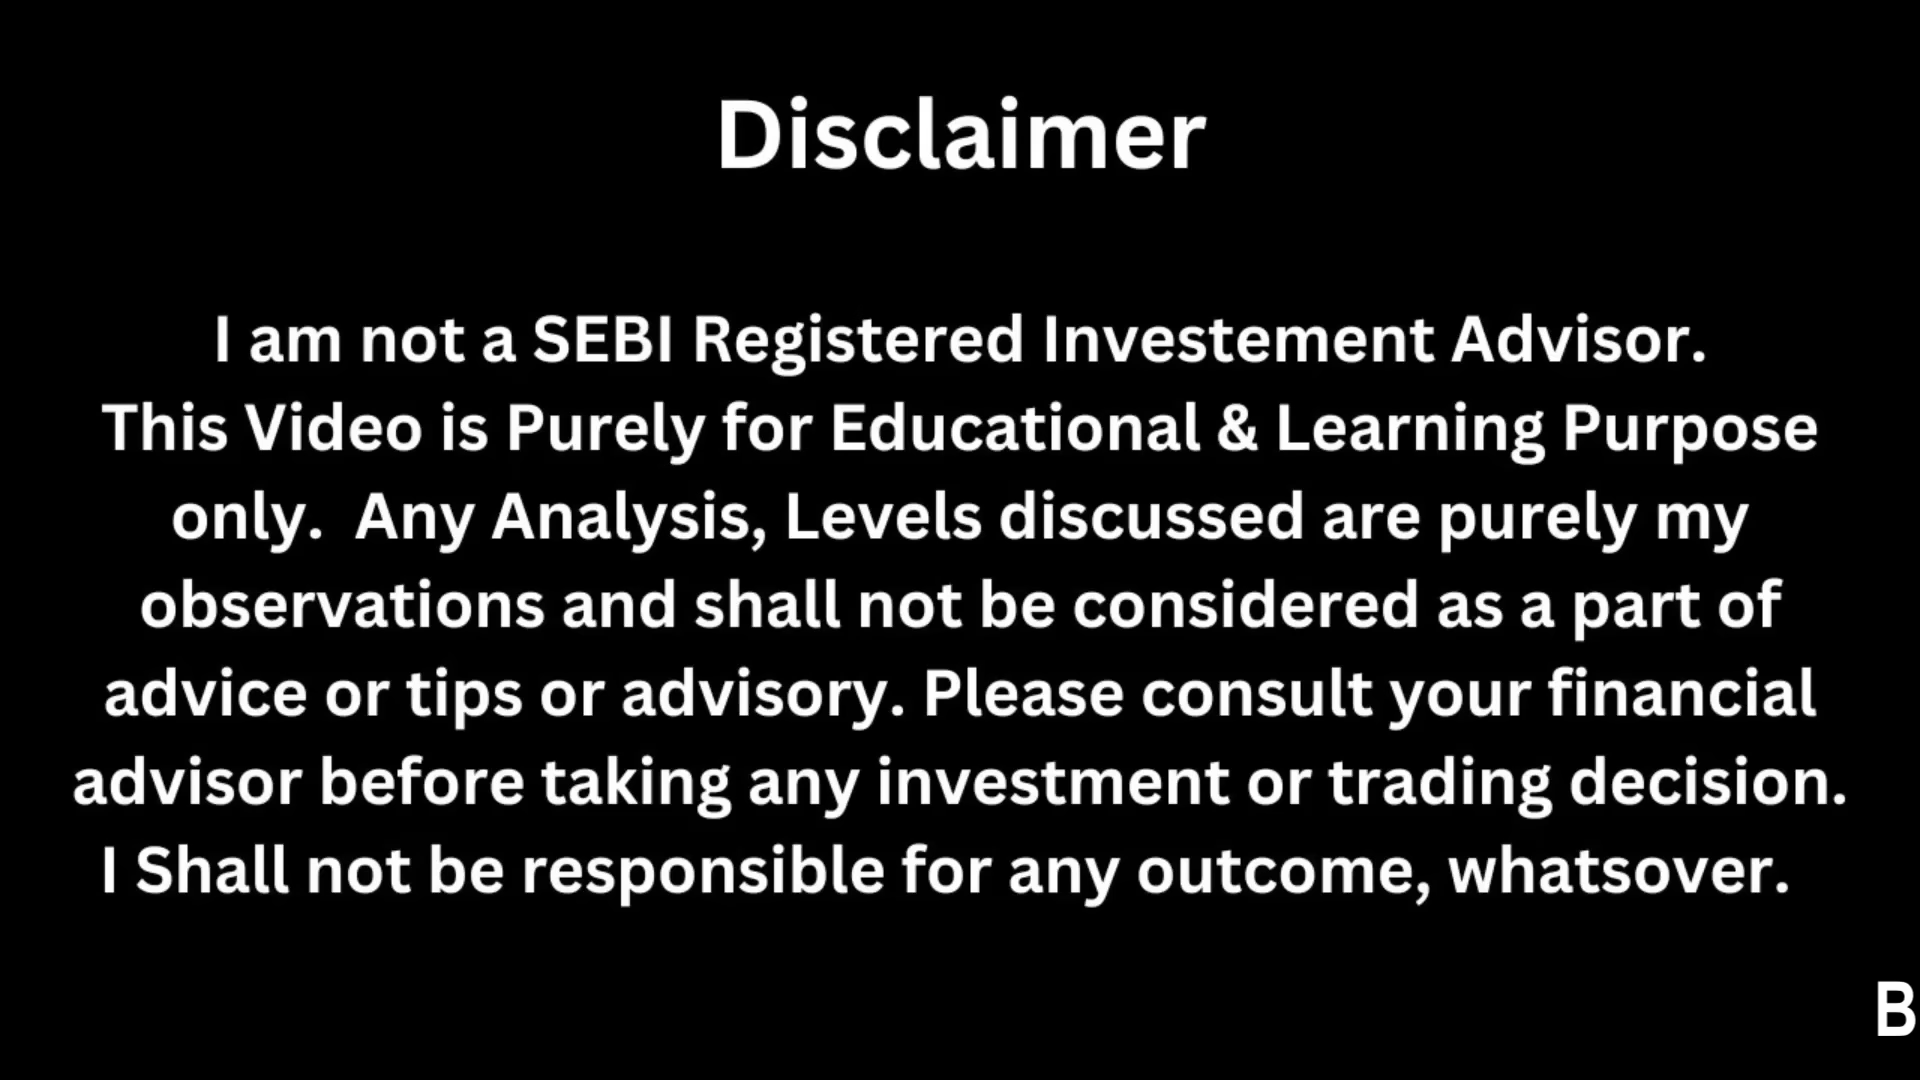 Disclaimer
I am not a SEBI Registered Investement Advisor.
This Video is Purely for Educational & Learning Purpose
only.  Any Analysis, Levels discussed are purely my
observations and shall not be considered as a part of
advice or tips or advisory. Please consult your financial
advisor before taking any investment or trading decision.
I Shall not be responsible for any outcome, whatsover.
B